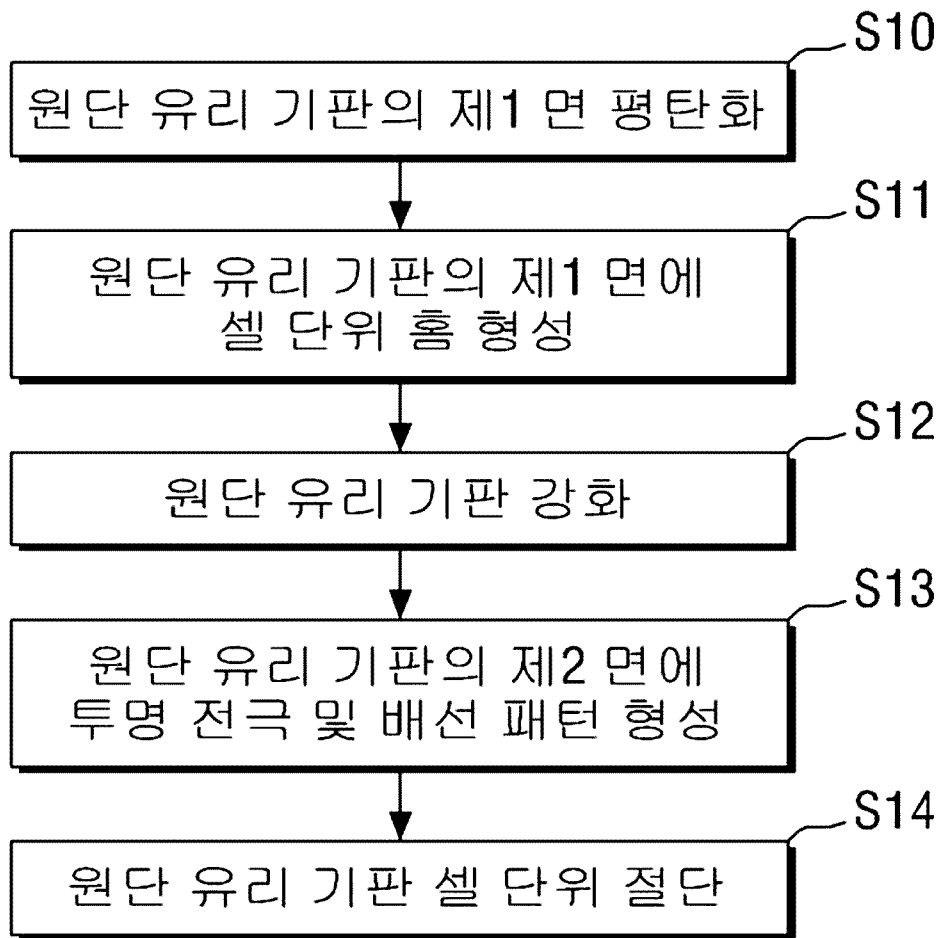 S10
원단 유리 기판의 제1 면 평탄화
S11
원단 유리 기판의 제1 면에
셀 단위 홈 형성
S12
원단 유리 기판 강화
S13
원단 유리 기판의 제2 면에
투명 전극 및 배선 패턴 형성
S14
원단 유리 기판 셀 단위 절단